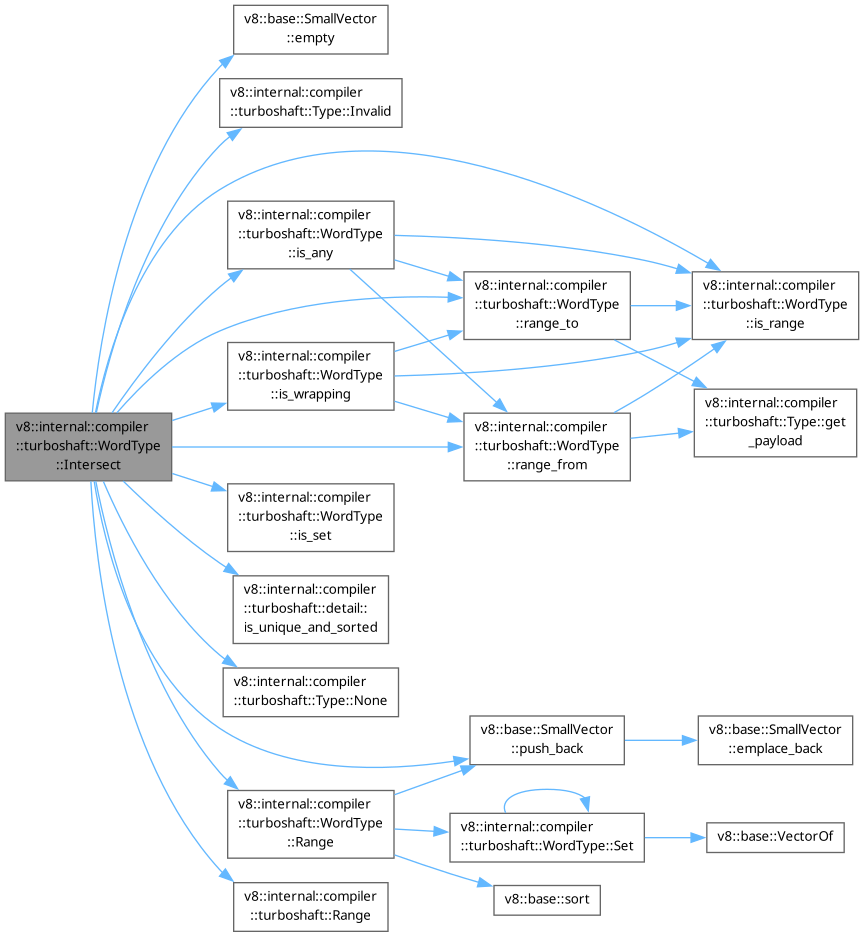 v8::base::SmallVector
::empty
v8::internal::compiler
::turboshaft::Type::Invalid
v8::internal::compiler
::turboshaft::WordType
::is_any
v8::internal::compiler
::turboshaft::WordType
::range_to
v8::internal::compiler
::turboshaft::WordType
::is_range
v8::internal::compiler
::turboshaft::WordType
::is_wrapping
v8::internal::compiler
::turboshaft::Type::get
_payload
v8::internal::compiler
::turboshaft::WordType
::Intersect
v8::internal::compiler
::turboshaft::WordType
::range_from
v8::internal::compiler
::turboshaft::WordType
::is_set
v8::internal::compiler
::turboshaft::detail::
is_unique_and_sorted
v8::internal::compiler
::turboshaft::Type::None
v8::base::SmallVector
::push_back
v8::base::SmallVector
::emplace_back
v8::internal::compiler
::turboshaft::WordType
::Range
v8::internal::compiler
::turboshaft::WordType::Set
v8::base::VectorOf
v8::internal::compiler
::turboshaft::Range
v8::base::sort